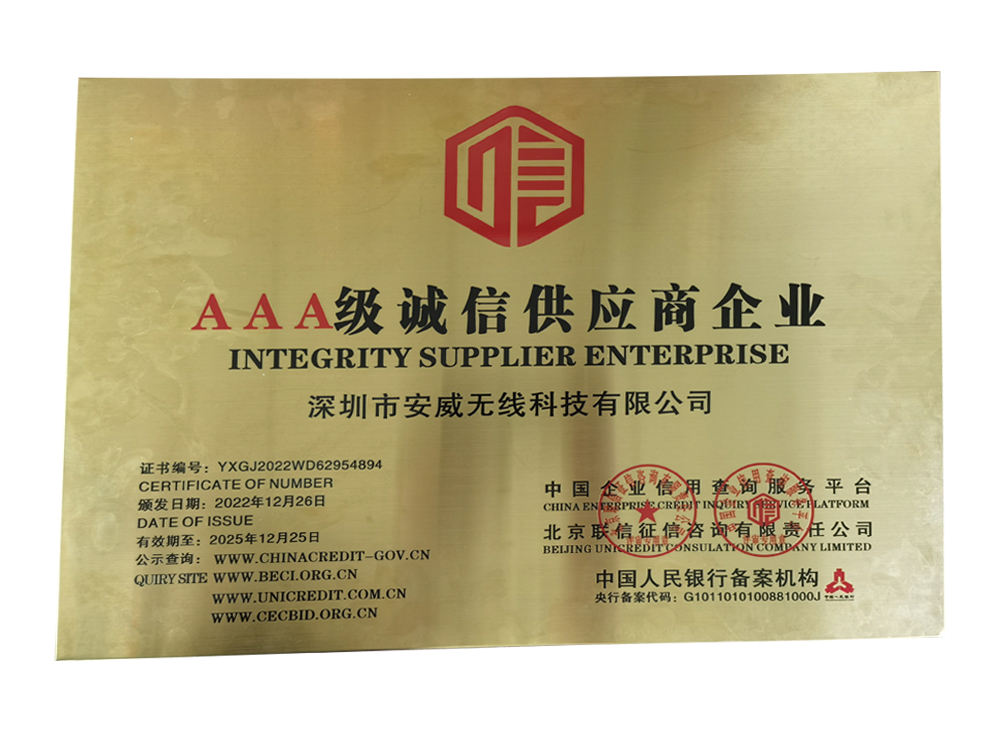 AAA级诚信供应商企业
INTEGRITY SUPPLIER ENTERPRISE
深圳市安威无线科技有限公司
证书编号：YXGJ2022WD62954894
CERTIFICATE OF NUMBER
颁发日期：2022年12月26日
DATE OF ISSUE
有效期至：2025年12月25日
公示查询：WWW.CHINACREDIT-GOV.CN
QUIRY SITE WWW.BECI.ORG.CN
WWW.UNICREDIT.COM.CN
WWW.CECBID.ORG.CN
中国企业信用查询服务平台
CHINA ENTERPRISE CREDIT INQUIRY SERVICE PLATFORM
北京联信征信咨询有限责任公司
BEIJING UNICREDIT CONSULATION COMPANY LIMITED
中国人民银行备案机构
央行备案代码：G1011010100881000J
中国人民银行